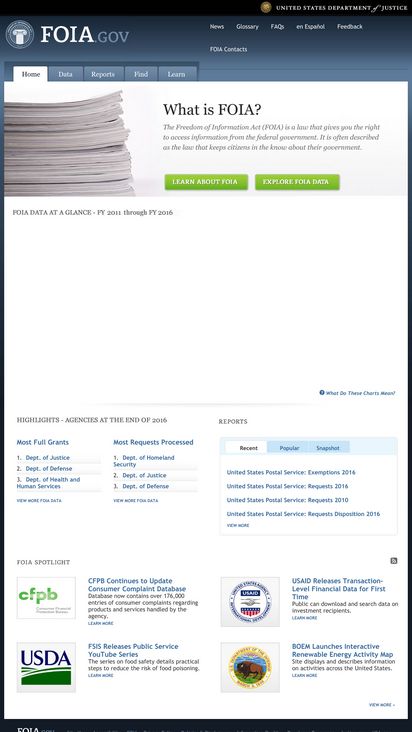 UNITED STATES DEPARTMENT of JUSTICE
FOIA.GOV
News Glossary FAQs en Español Feedback
FOIA Contacts
Home Data Reports Find Learn
What is FOIA?
The Freedom of Information Act (FOIA) is a law that gives you the right
to access information from the federal government. It is often described
as the law that keeps citizens in the know about their government.
LEARN ABOUT FOIA EXPLORE FOIA DATA
FOIA DATA AT A GLANCE - FY 2011 through FY 2016
What Do These Charts Mean?
HIGHLIGHTS - AGENCIES AT THE END OF 2016
Most Full Grants
1. Dept. of Justice
2. Dept. of Defense
3. Dept. of Health and
Human Services
VIEW MORE FOIA DATA
Most Requests Processed
1. Dept. of Homeland
Security
2. Dept. of Justice
3. Dept. of Defense
VIEW MORE FOIA DATA
REPORTS
Recent Popular Snapshot
United States Postal Service: Exemptions 2016
United States Postal Service: Requests 2016
United States Postal Service: Requests 2010
United States Postal Service: Requests Disposition 2016
VIEW MORE
FOIA SPOTLIGHT
cfpb
Consumer Financial
Protection Bureau
CFPB Continues to Update
Consumer Complaint Database
Database now contains over 176,000
entries of consumer complaints regarding
products and services handled by the
agency.
LEARN MORE
USAID
USAID Releases Transaction-
Level Financial Data for First
Time
Public can download and search data on
investment recipients.
LEARN MORE
USDA
FSIS Releases Public Service
YouTube Series
The series on food safety details practical
steps to reduce the risk of food poisoning.
LEARN MORE
BOEM Launches Interactive
Renewable Energy Activity Map
Site displays and describes information
on activities across the United States.
LEARN MORE
VIEW MORE »
FOIA.GOV